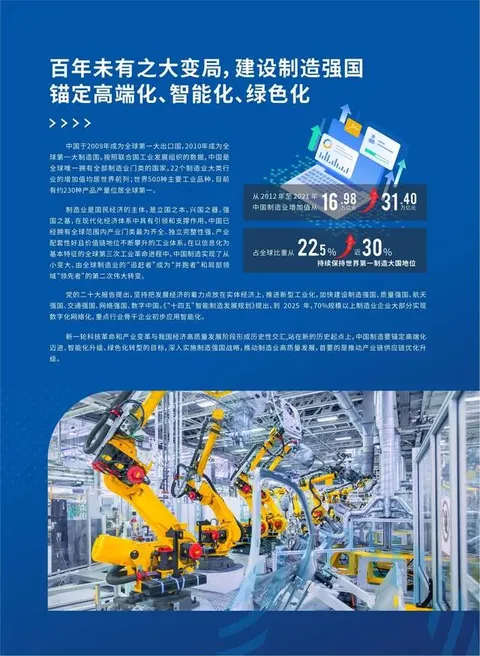 百年未有之大变局，建设制造强国
锚定高端化、智能化、绿色化
中国于2009年成为全球第一大出口国，2010年成为全
球第一大制造国。按照联合国工业发展组织的数据，中国是
全球唯一拥有全部制造业门类的国家，22个制造业大类行
业的增加值均居世界前列；世界500种主要工业品种，目前
有约230种产品产量位居全球第一。
从2012年至2021年
中国制造业增加值从
16.98
万亿元
31.40
万亿元
占全球比重从
22.5%
近
30%
持续保持世界第一制造大国地位
制造业是国民经济的主体，是立国之本、兴国之器、强
国之基，在现代化经济体系中具有引领和支撑作用。中国已
经拥有全球范围内产业门类最为齐全、独立完整性强、产业
配套性好且价值链地位不断攀升的工业体系。在以信息化为
基本特征的全球第三次工业革命进程中，中国制造实现了从
小变大、由全球制造业的“追赶者”成为“并跑者”和局部领
域“领先者”的第二次伟大转变。
党的二十大报告提出，坚持把发展经济的着力点放在实体经济上，推进新型工业化，加快建设制造强国、质量强国、航天
强国、交通强国、网络强国、数字中国。《“十四五”智能制造发展规划》提出，到 2025 年，70%规模以上制造业企业大部分实现
数字化网络化，重点行业骨干企业初步应用智能化。
新一轮科技革命和产业变革与我国经济高质量发展阶段形成历史性交汇，站在新的历史起点上，中国制造要锚定高端化
迈进、智能化升级、绿色化转型的目标，深入实施制造强国战略，推动制造业高质量发展，首要的是推动产业链供应链优化升
级。